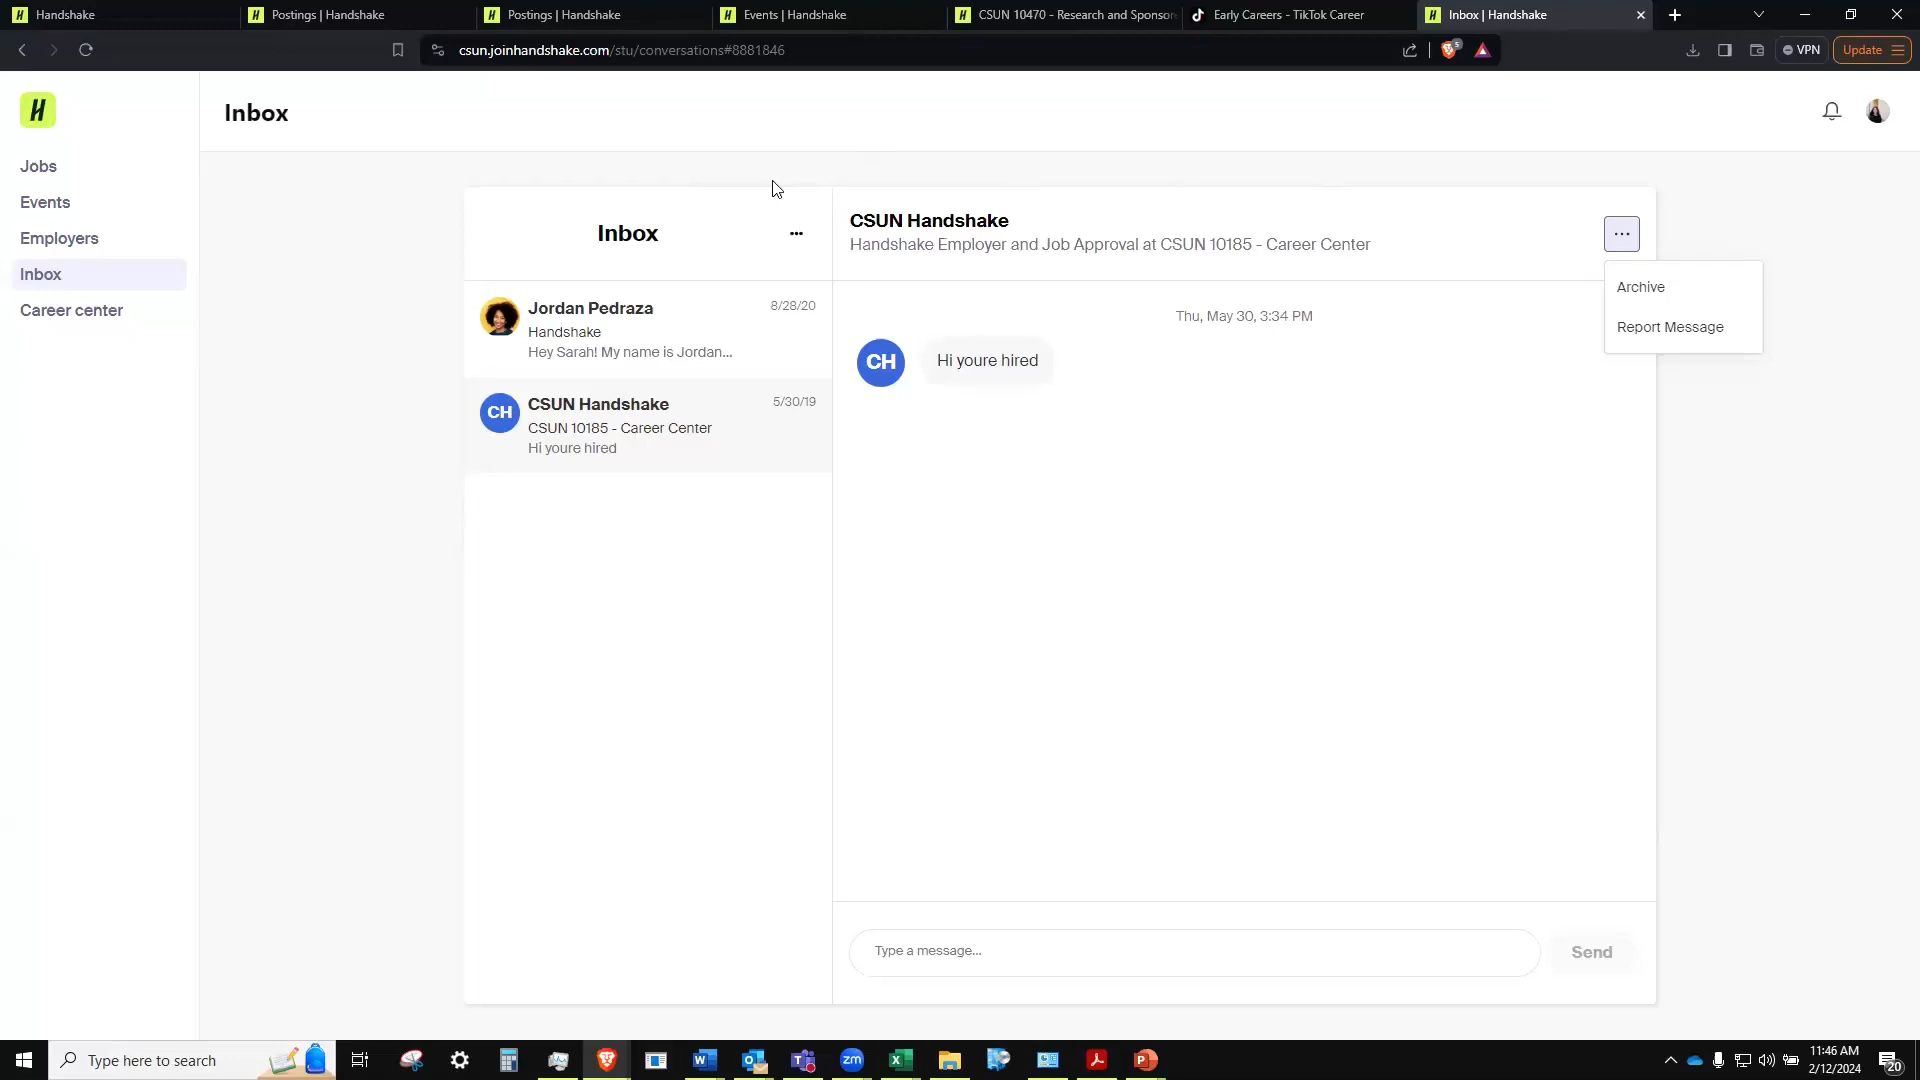 Handshake
Postings | Handshake
Postings | Handshake
Events | Handshake
CSUN 10470 - Research and Sponsor
Early Careers - TikTok Career
Inbox | Handshake
csun.joinhandshake.com/stu/conversations#8881846
5
VPN
Update
H
Inbox
Jobs
Events
Employers
Inbox
Career center
Inbox
Jordan Pedraza
8/28/20
Handshake
Hey Sarah! My name is Jordan...
CH
CSUN Handshake
5/30/19
CSUN 10185 - Career Center
Hi youre hired
CSUN Handshake
Handshake Employer and Job Approval at CSUN 10185 - Career Center
Archive
Report Message
Thu, May 30, 3:34 PM
CH
Hi youre hired
Type a message...
Send
Type here to search
zm
11:46 AM
2/12/2024
20